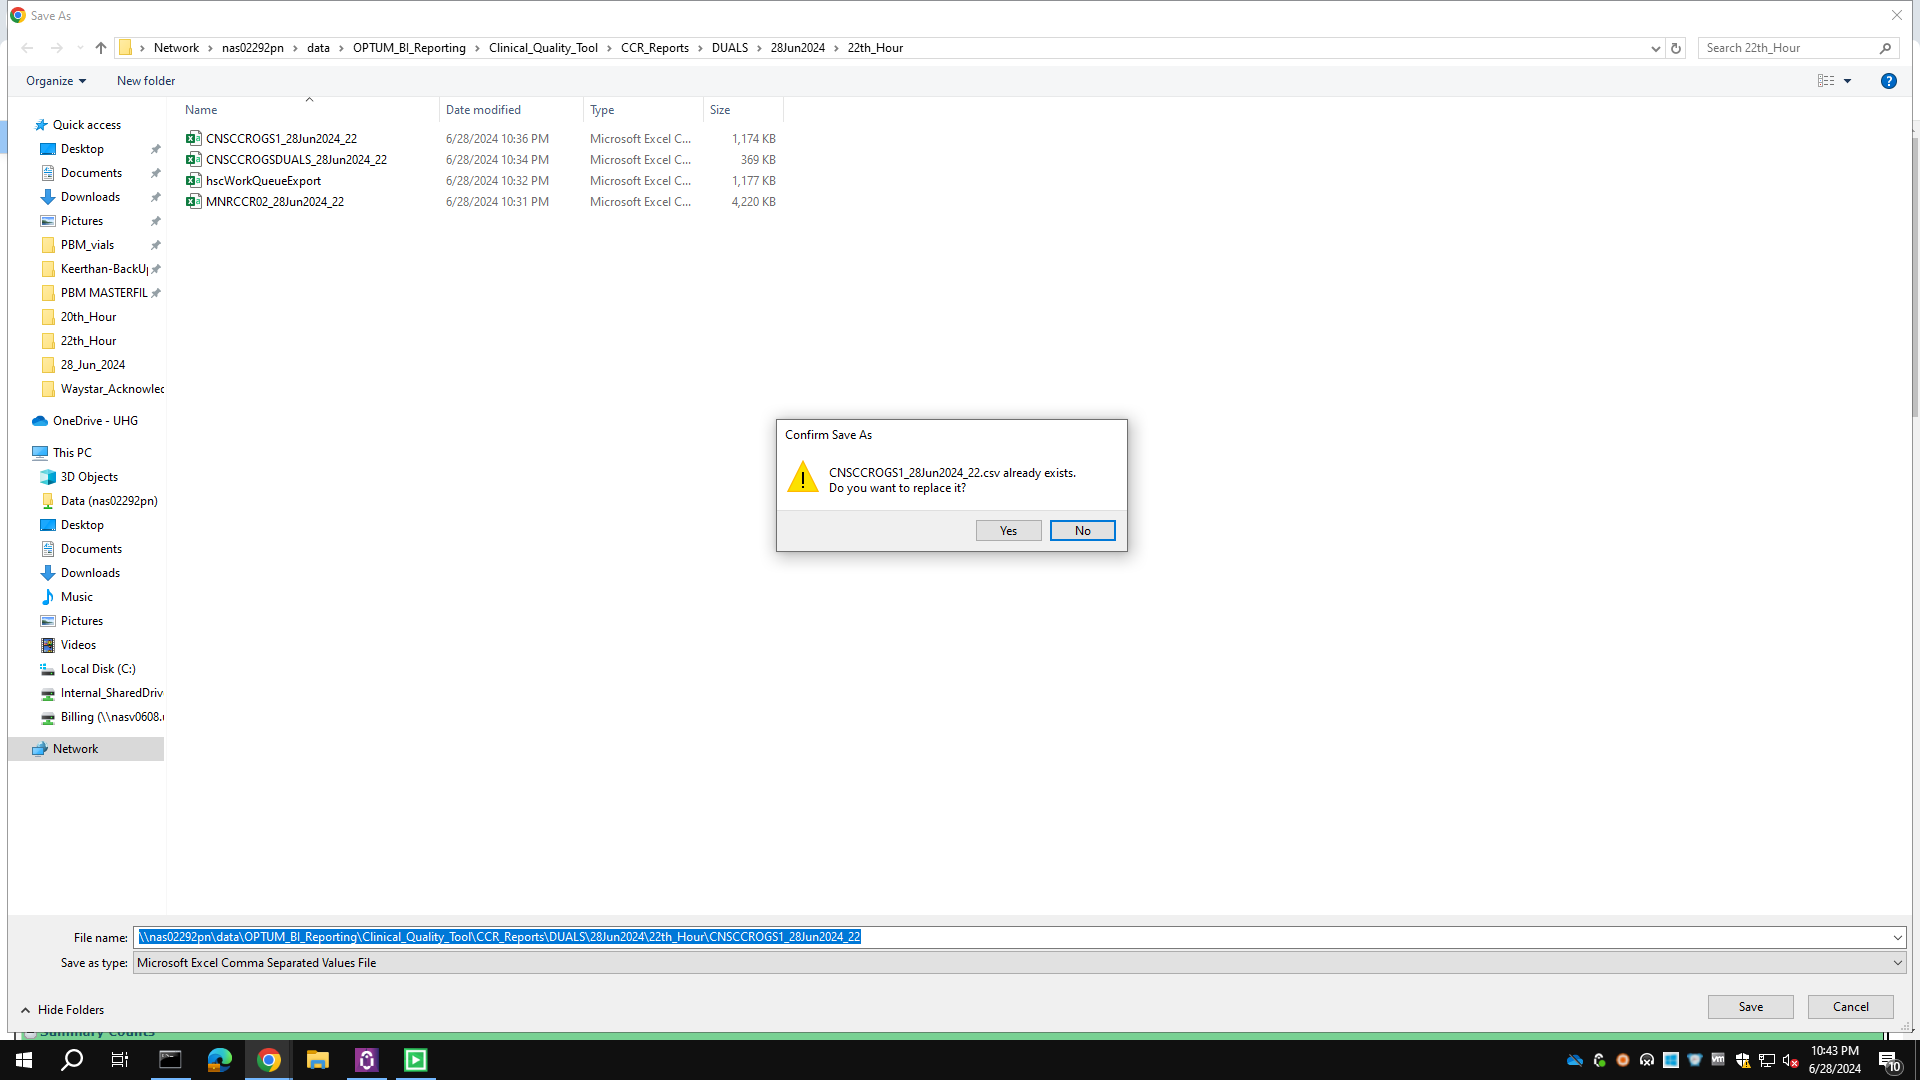 Save As
Network
nas02292pn
data
OPTUM_BI_Reporting
Clinical_Quality_Tool
CCR_Reports
DUALS
28Jun2024
22th_Hour
Search 22th_Hour
Organize
New folder
Name
Date modified
Type
Size
CNSCCROGS1_28Jun2024_22 6/28/2024 10:36 PM Microsoft Excel C... 1,174 KB
CNSCCROGSDUALS_28Jun2024_22 6/28/2024 10:34 PM Microsoft Excel C... 369 KB
hscWorkQueueExport 6/28/2024 10:32 PM Microsoft Excel C... 1,177 KB
MNRCCR02_28Jun2024_22 6/28/2024 10:31 PM Microsoft Excel C... 4,220 KB
Quick access
Desktop
Documents
Downloads
Pictures
PBM_vials
Keerthan-BackUp
PBM MASTERFIL
20th_Hour
22th_Hour
28_Jun_2024
Waystar_Acknowlec
OneDrive - UHG
This PC
3D Objects
Data (nas02292pn)
Desktop
Documents
Downloads
Music
Pictures
Videos
Local Disk (C:)
Internal_SharedDriv
Billing (\\nasv0608.u
Network
Confirm Save As
CNSCCROGS1_28Jun2024_22.csv already exists.
Do you want to replace it?
Yes
No
File name: \\nas02292pn\data\OPTUM_BI_Reporting\Clinical_Quality_Tool\CCR_Reports\DUALS\28Jun2024\22th_Hour\CNSCCROGS1_28Jun2024_22
Save as type: Microsoft Excel Comma Separated Values File
Hide Folders
Save
Cancel
Summary Counts
10:43 PM
6/28/2024
10